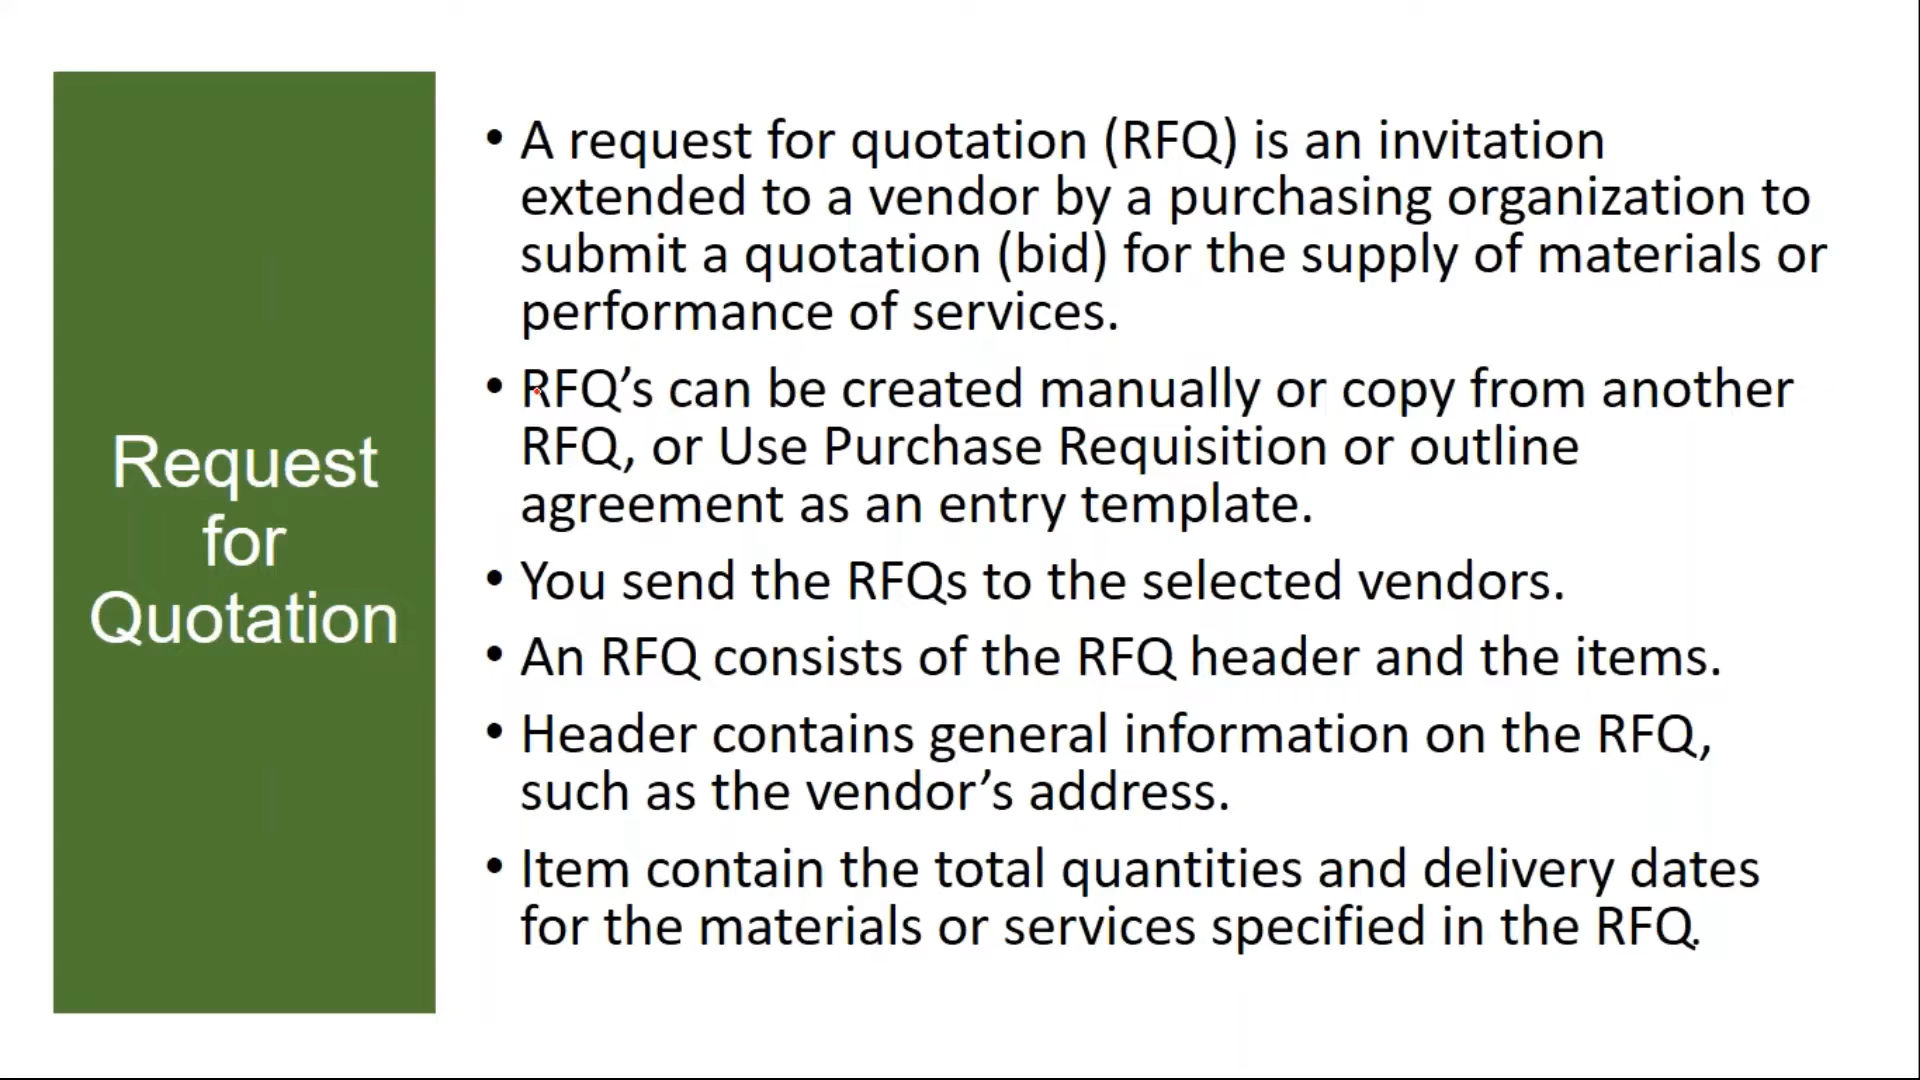 Request
for
Quotation
• A request for quotation (RFQ) is an invitation
extended to a vendor by a purchasing organization to
submit a quotation (bid) for the supply of materials or
performance of services.
• RFQ’s can be created manually or copy from another
RFQ, or Use Purchase Requisition or outline
agreement as an entry template.
• You send the RFQs to the selected vendors.
• An RFQ consists of the RFQ header and the items.
• Header contains general information on the RFQ,
such as the vendor’s address.
• Item contain the total quantities and delivery dates
for the materials or services specified in the RFQ.